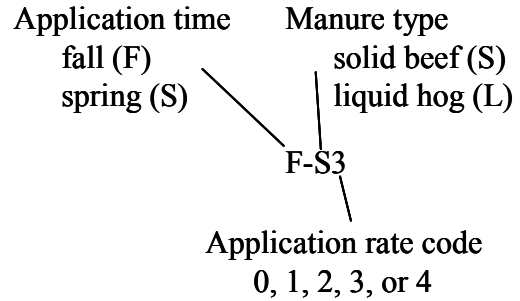 Application time
fall (F)
spring (S)
Manure type
solid beef (S)
liquid hog (L)
F-S3
Application rate code
0, 1, 2, 3, or 4